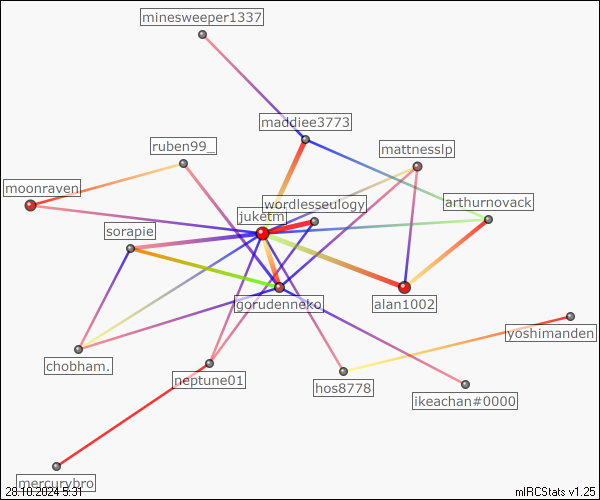 minesweeper1337
maddiee3773
ruben99_
mattnesslp
moonraven
wordlesseulogy
arthurnovack
juketm
sorapie
gorudenneko
alan1002
yoshimanden
chobham.
neptune01
hos8778
ikeachan#0000
mercurybro
28.10.2024 5:31
mIRCStats v1.25